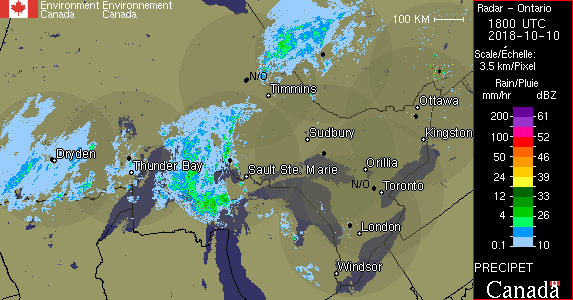 Environment Environnement
Canada Canada
Radar - Ontario
1800 UTC
2018-10-10
Scale/Échelle:
3.5 km/Pixel
Rain/Pluie
mm/hr dBZ
200 61
100 52
50 46
24 39
12 33
4 26
0.1 10
PRECIPET
Canada
100 KM
N/O
Timmins
Ottawa
Sudbury
Kingston
Dryden
Thunder Bay
Sault Ste. Marie
Orillia
N/O
Toronto
London
Windsor